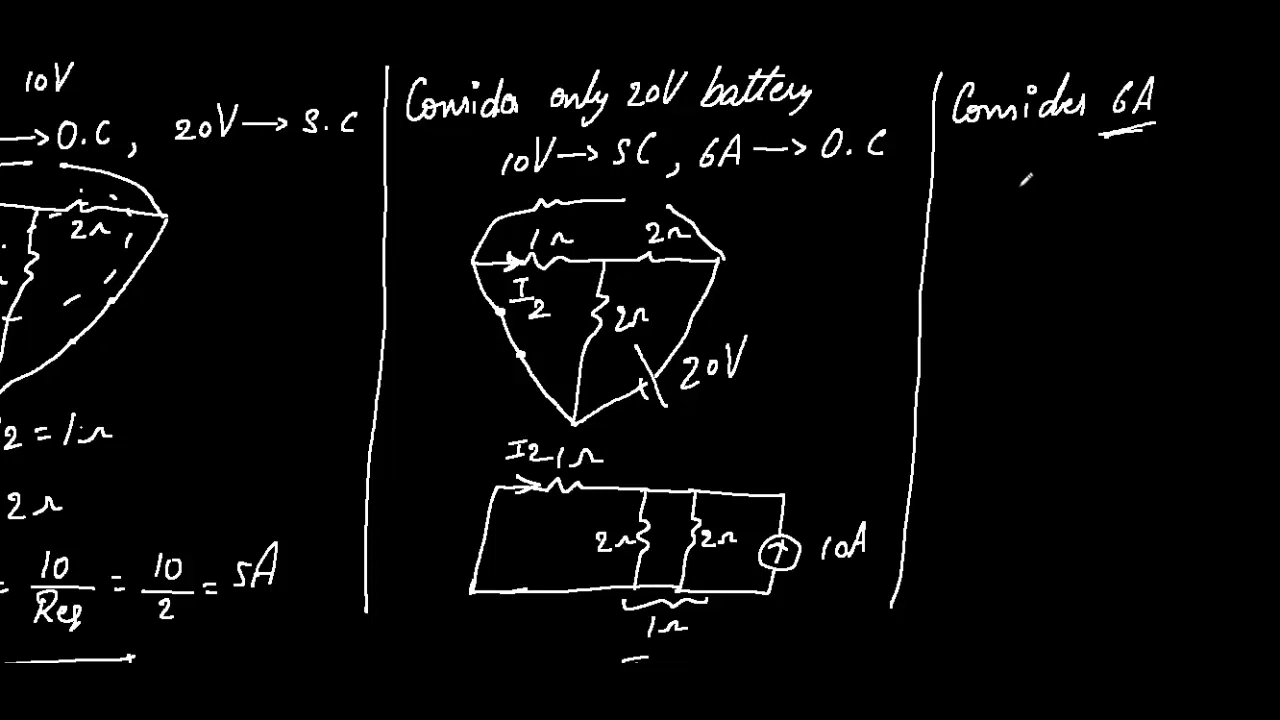 10V
→ O.C, 20V → S.C
2Ω
2 = 1Ω
2Ω
= 10/Req = 10/2 = 5A
Consider only 20V battery
10V → SC, 6A → O.C
1Ω 2Ω
I2
2Ω
20V
I2 1Ω
2Ω 2Ω 10A
1Ω
Consider 6A